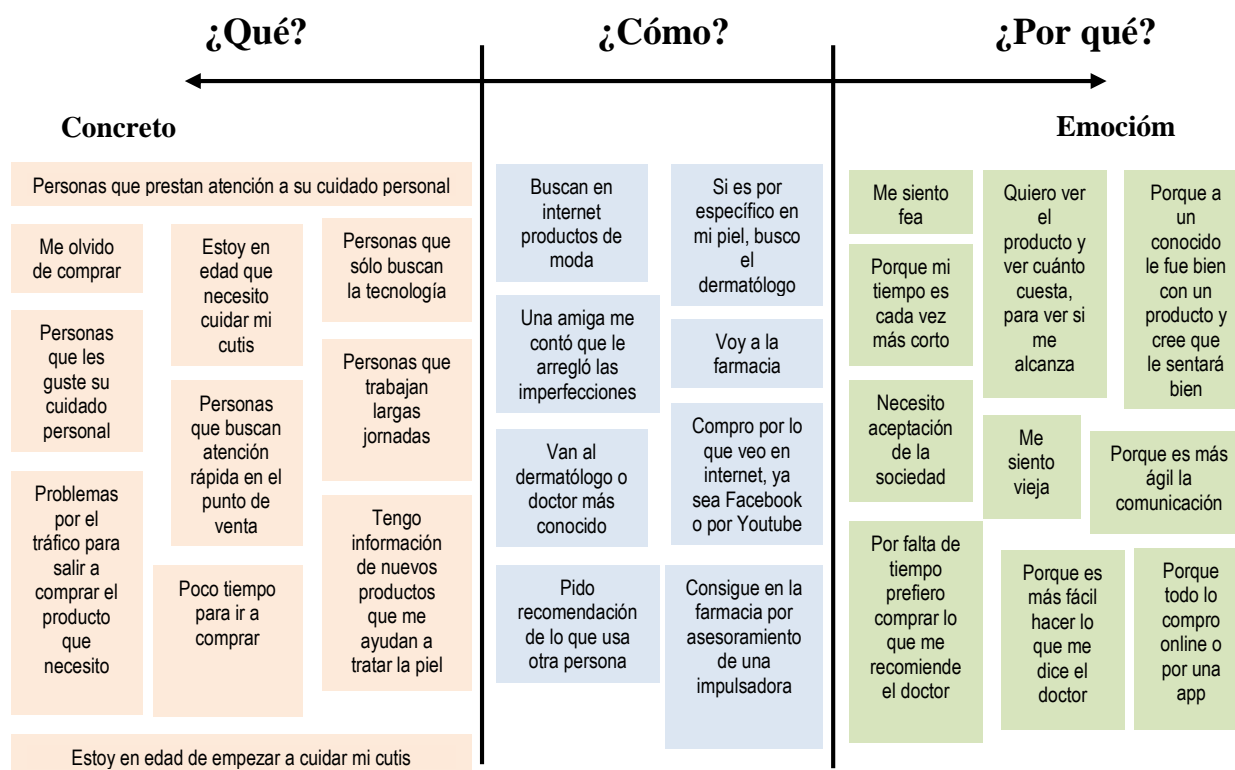 ¿Qué?
¿Cómo?
¿Por qué?
Concreto
Emocióm
Personas que prestan atención a su cuidado personal
Me olvido
de comprar
Estoy en
edad que
necesito
cuidar mi
cutis
Personas que
sólo buscan
la tecnología
Personas
que les
guste su
cuidado
personal
Personas
que buscan
atención
rápida en el
punto de
venta
Personas que
trabajan
largas
jornadas
Problemas
por el
tráfico para
salir a
comprar el
producto
que
necesito
Poco tiempo
para ir a
comprar
Tengo
información
de nuevos
productos
que me
ayudan a
tratar la piel
Estoy en edad de empezar a cuidar mi cutis
Buscan en
internet
productos de
moda
Si es por
específico en
mi piel, busco
el
dermatólogo
Una amiga me
contó que le
arregló las
imperfecciones
Voy a la
farmacia
Van al
dermatólogo o
doctor más
conocido
Compro por lo
que veo en
internet, ya
sea Facebook
o por Youtube
Pido
recomendación
de lo que usa
otra persona
Consigue en la
farmacia por
asesoramiento
de una
impulsadora
Me siento
fea
Quiero ver
el
producto y
ver cuánto
cuesta,
para ver si
me
alcanza
Porque a
un
conocido
le fue bien
con un
producto y
cree que
le sentará
bien
Porque mi
tiempo es
cada vez
más corto
Necesito
aceptación
de la
sociedad
Me
siento
vieja
Porque es más
ágil la
comunicación
Por falta de
tiempo
prefiero
comprar lo
que me
recomiende
el doctor
Porque es
más fácil
hacer lo
que me
dice el
doctor
Porque
todo lo
compro
online o
por una
app